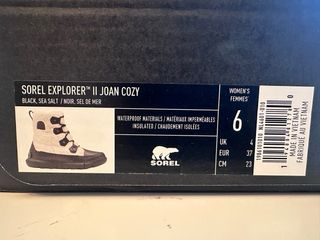 SOREL EXPLORER™ II JOAN COZY
BLACK, SEA SALT / NOIR, SEL DE MER
WATERPROOF MATERIALS / MATÉRIAUX IMPERMÉABLES
INSULATED / CHAUDEMENT ISOLÉES
SOREL
WOMEN'S
FEMMES'
6
UK 4
EUR 37
CM 23
MADE IN VIETNAM
FABRIQUÉ AU VIETNAM